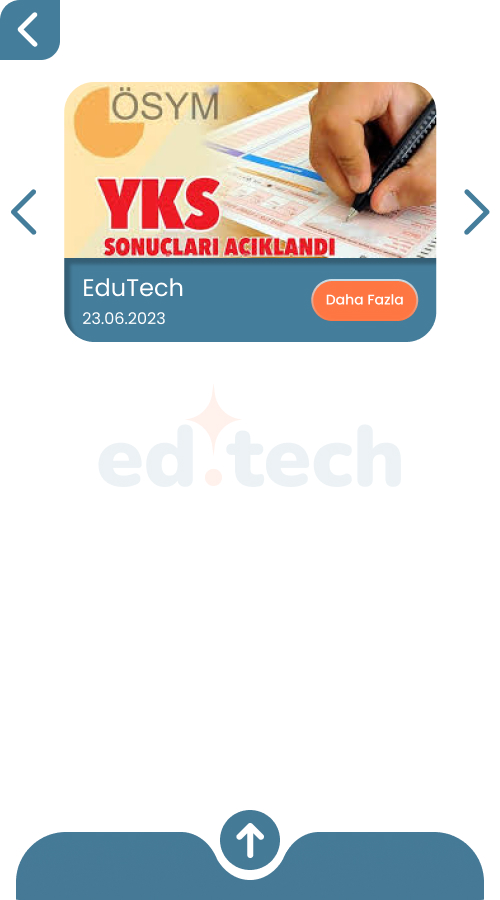 ÖSYM
YKS
SONUÇLARI AÇIKLANDI
EduTech
23.06.2023
Daha Fazla
ed.tech